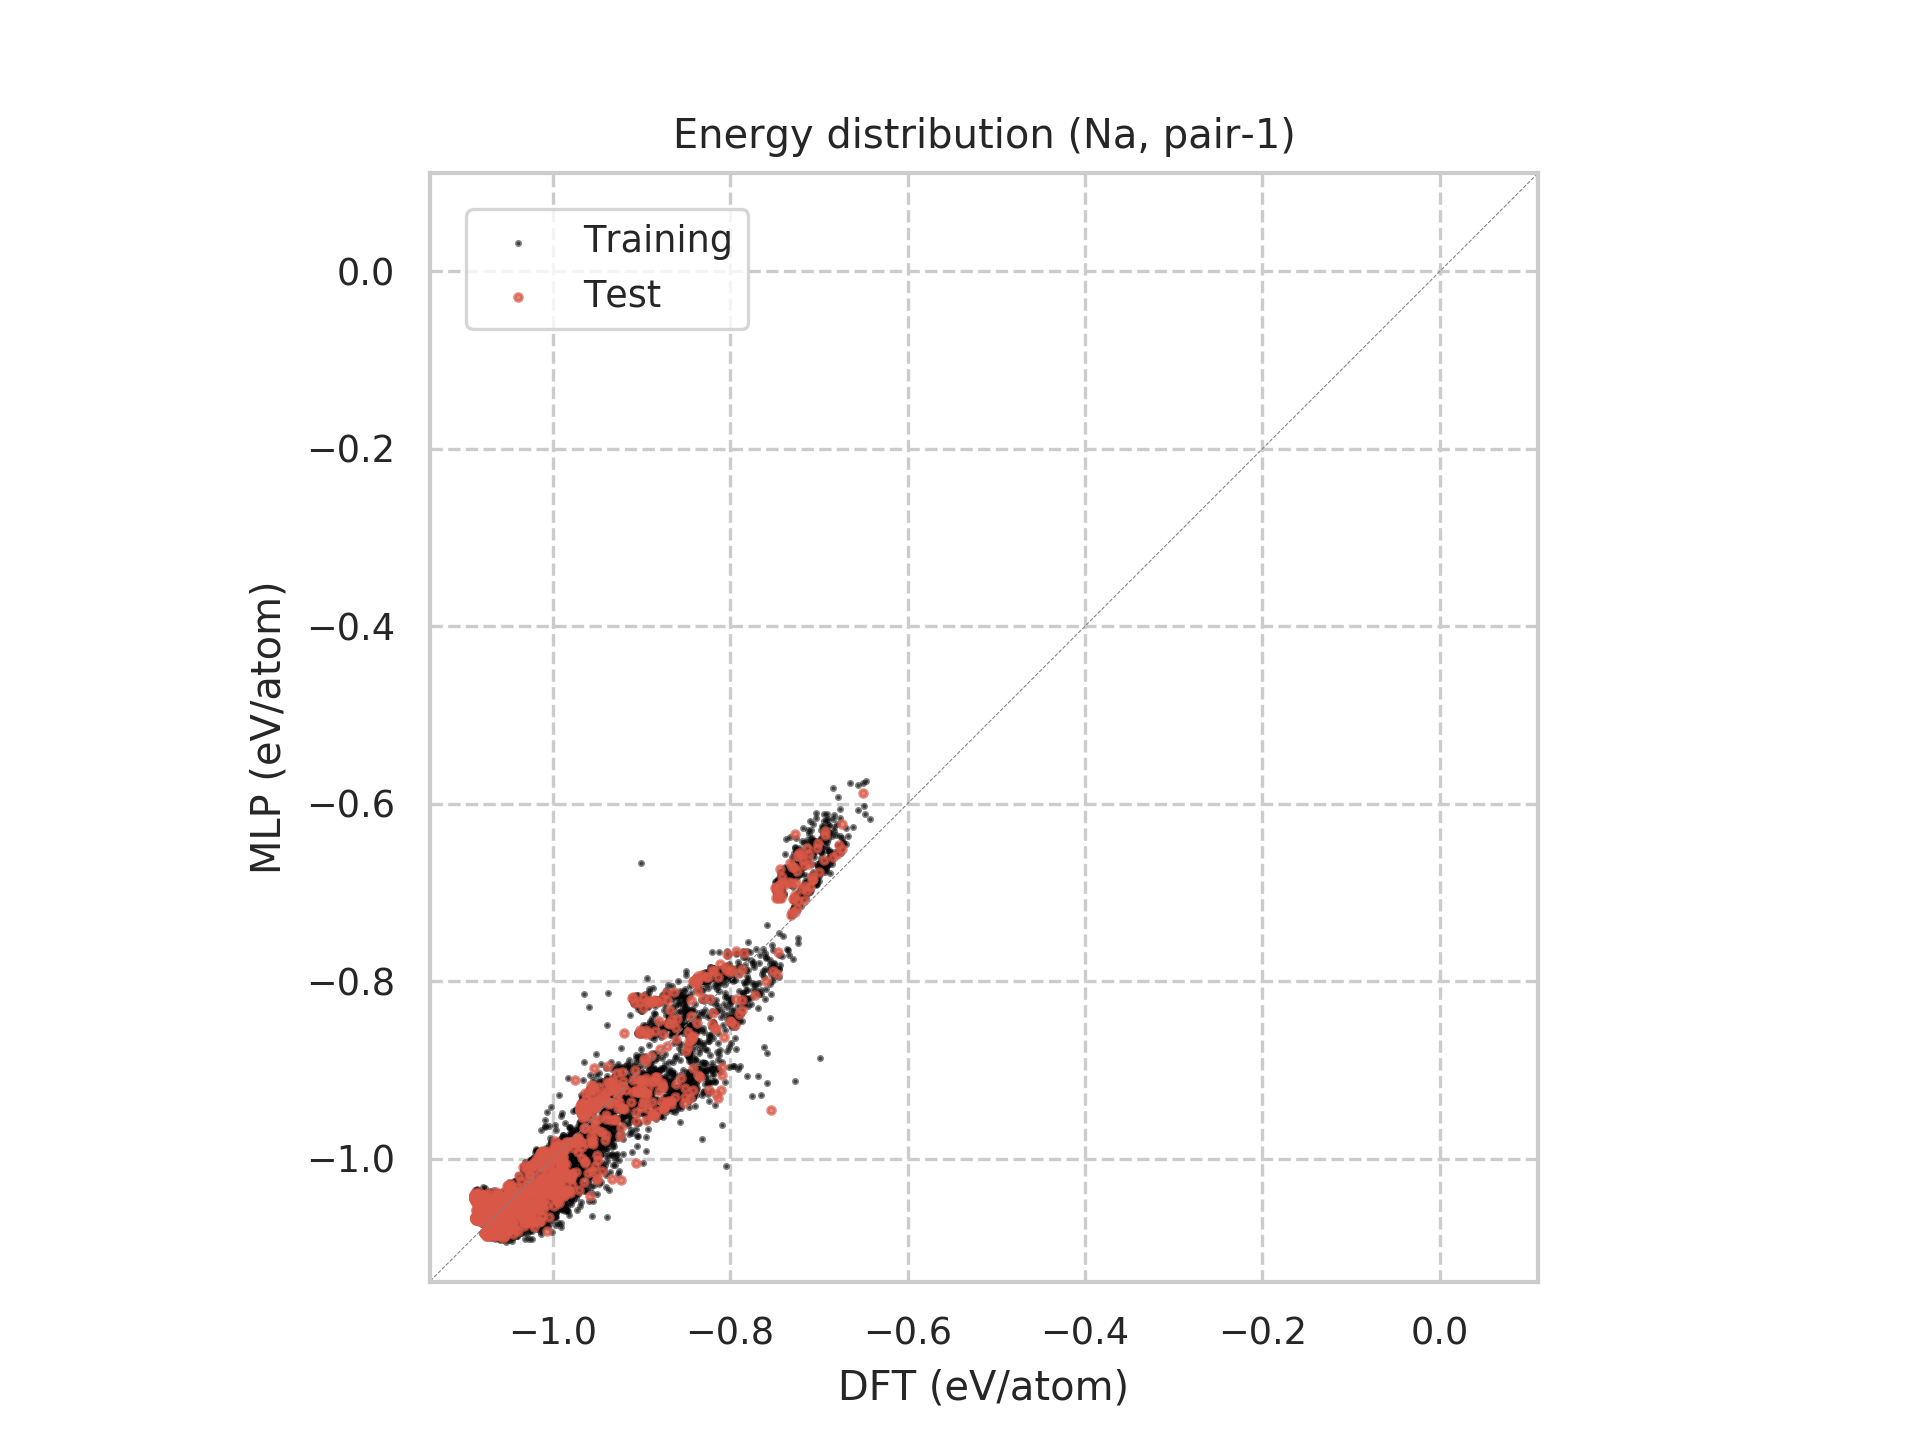 Energy distribution (Na, pair-1)
Training
Test
0.0
−0.2
−0.4
−0.6
−0.8
−1.0
MLP (eV/atom)
−1.0
−0.8
−0.6
−0.4
−0.2
0.0
DFT (eV/atom)